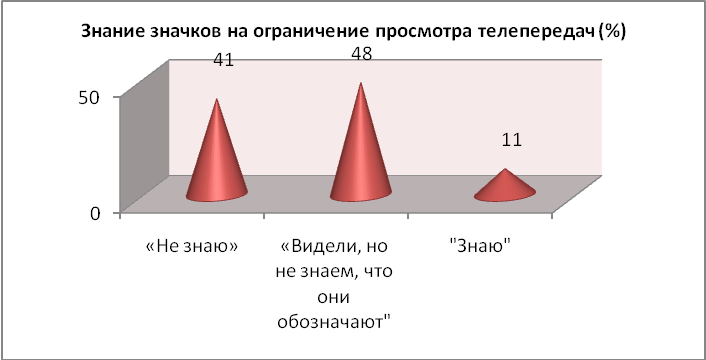 Знание значков на ограничение просмотра телепередач (%)
41
48
11
50
0
«Не знаю»
«Видели, но
не знаем, что
они
обозначают"
"Знаю"